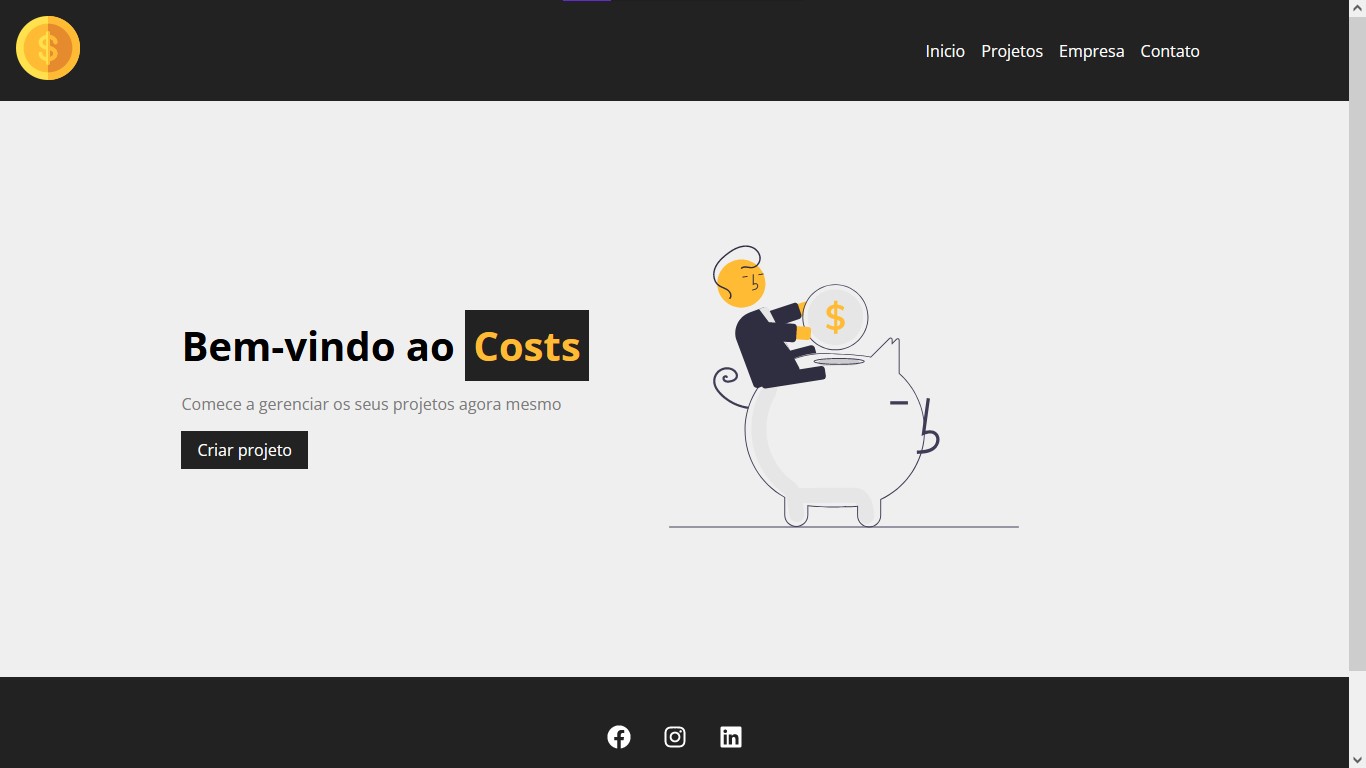 $
Inicio Projetos Empresa Contato
$
Bem-vindo ao Costs
Comece a gerenciar os seus projetos agora mesmo
Criar projeto